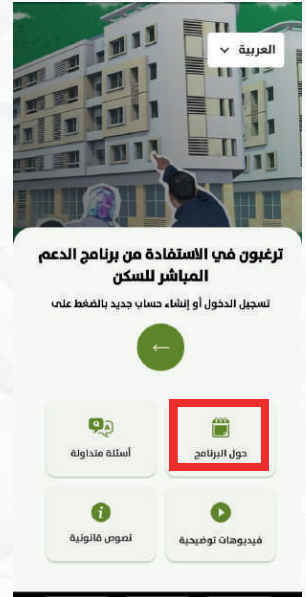 العربية
ترغبون في الاستفادة من برنامج الدعم
المباشر للسكن
تسجيل الدخول أو إنشاء حساب جديد بالضغط على
حول البرنامج
أسئلة متداولة
فيديوهات توضيحية
نصوص قانونية